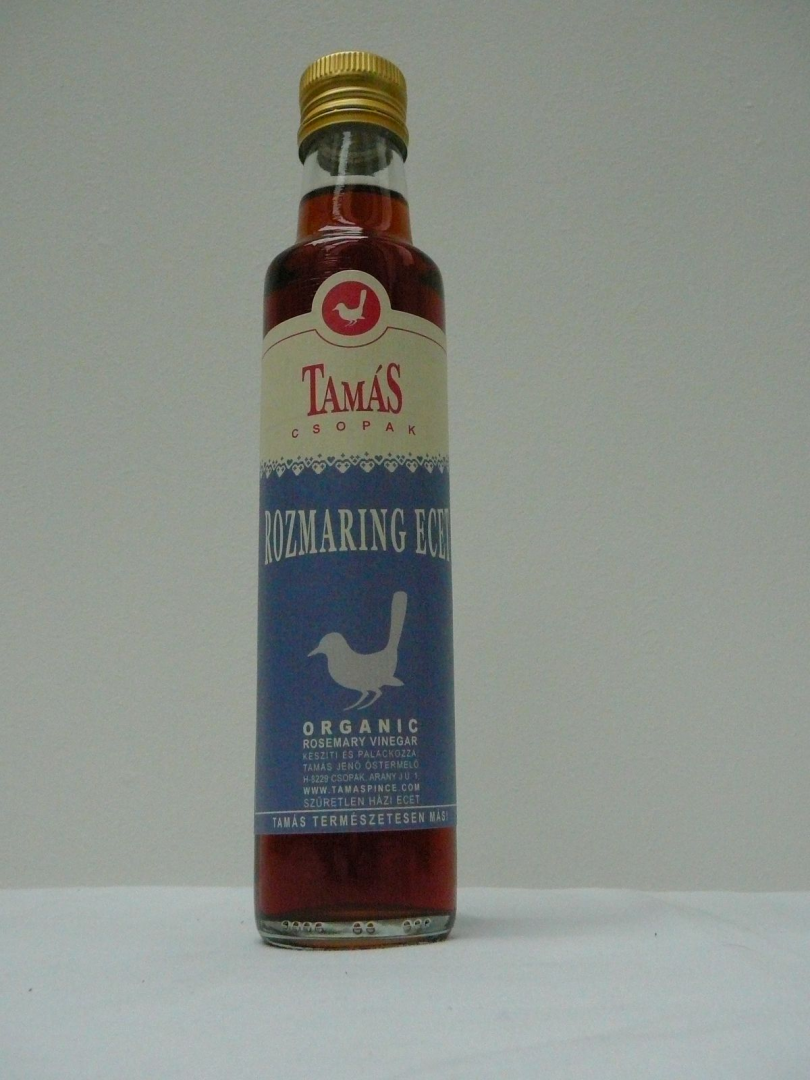 TAMÁS
CSOPAK
ROZMARING ECET
ORGANIC
ROSEMARY VINEGAR
KÉSZÍTI ÉS PALACKOZZA:
TAMÁS JENŐ ŐSTERMELŐ
H-8229 CSOPAK, ARANY J.U. 1.
WWW.TAMASPINCE.COM
SZŰRETLEN HÁZI ECET
TAMÁS TERMÉSZETESEN MÁS!